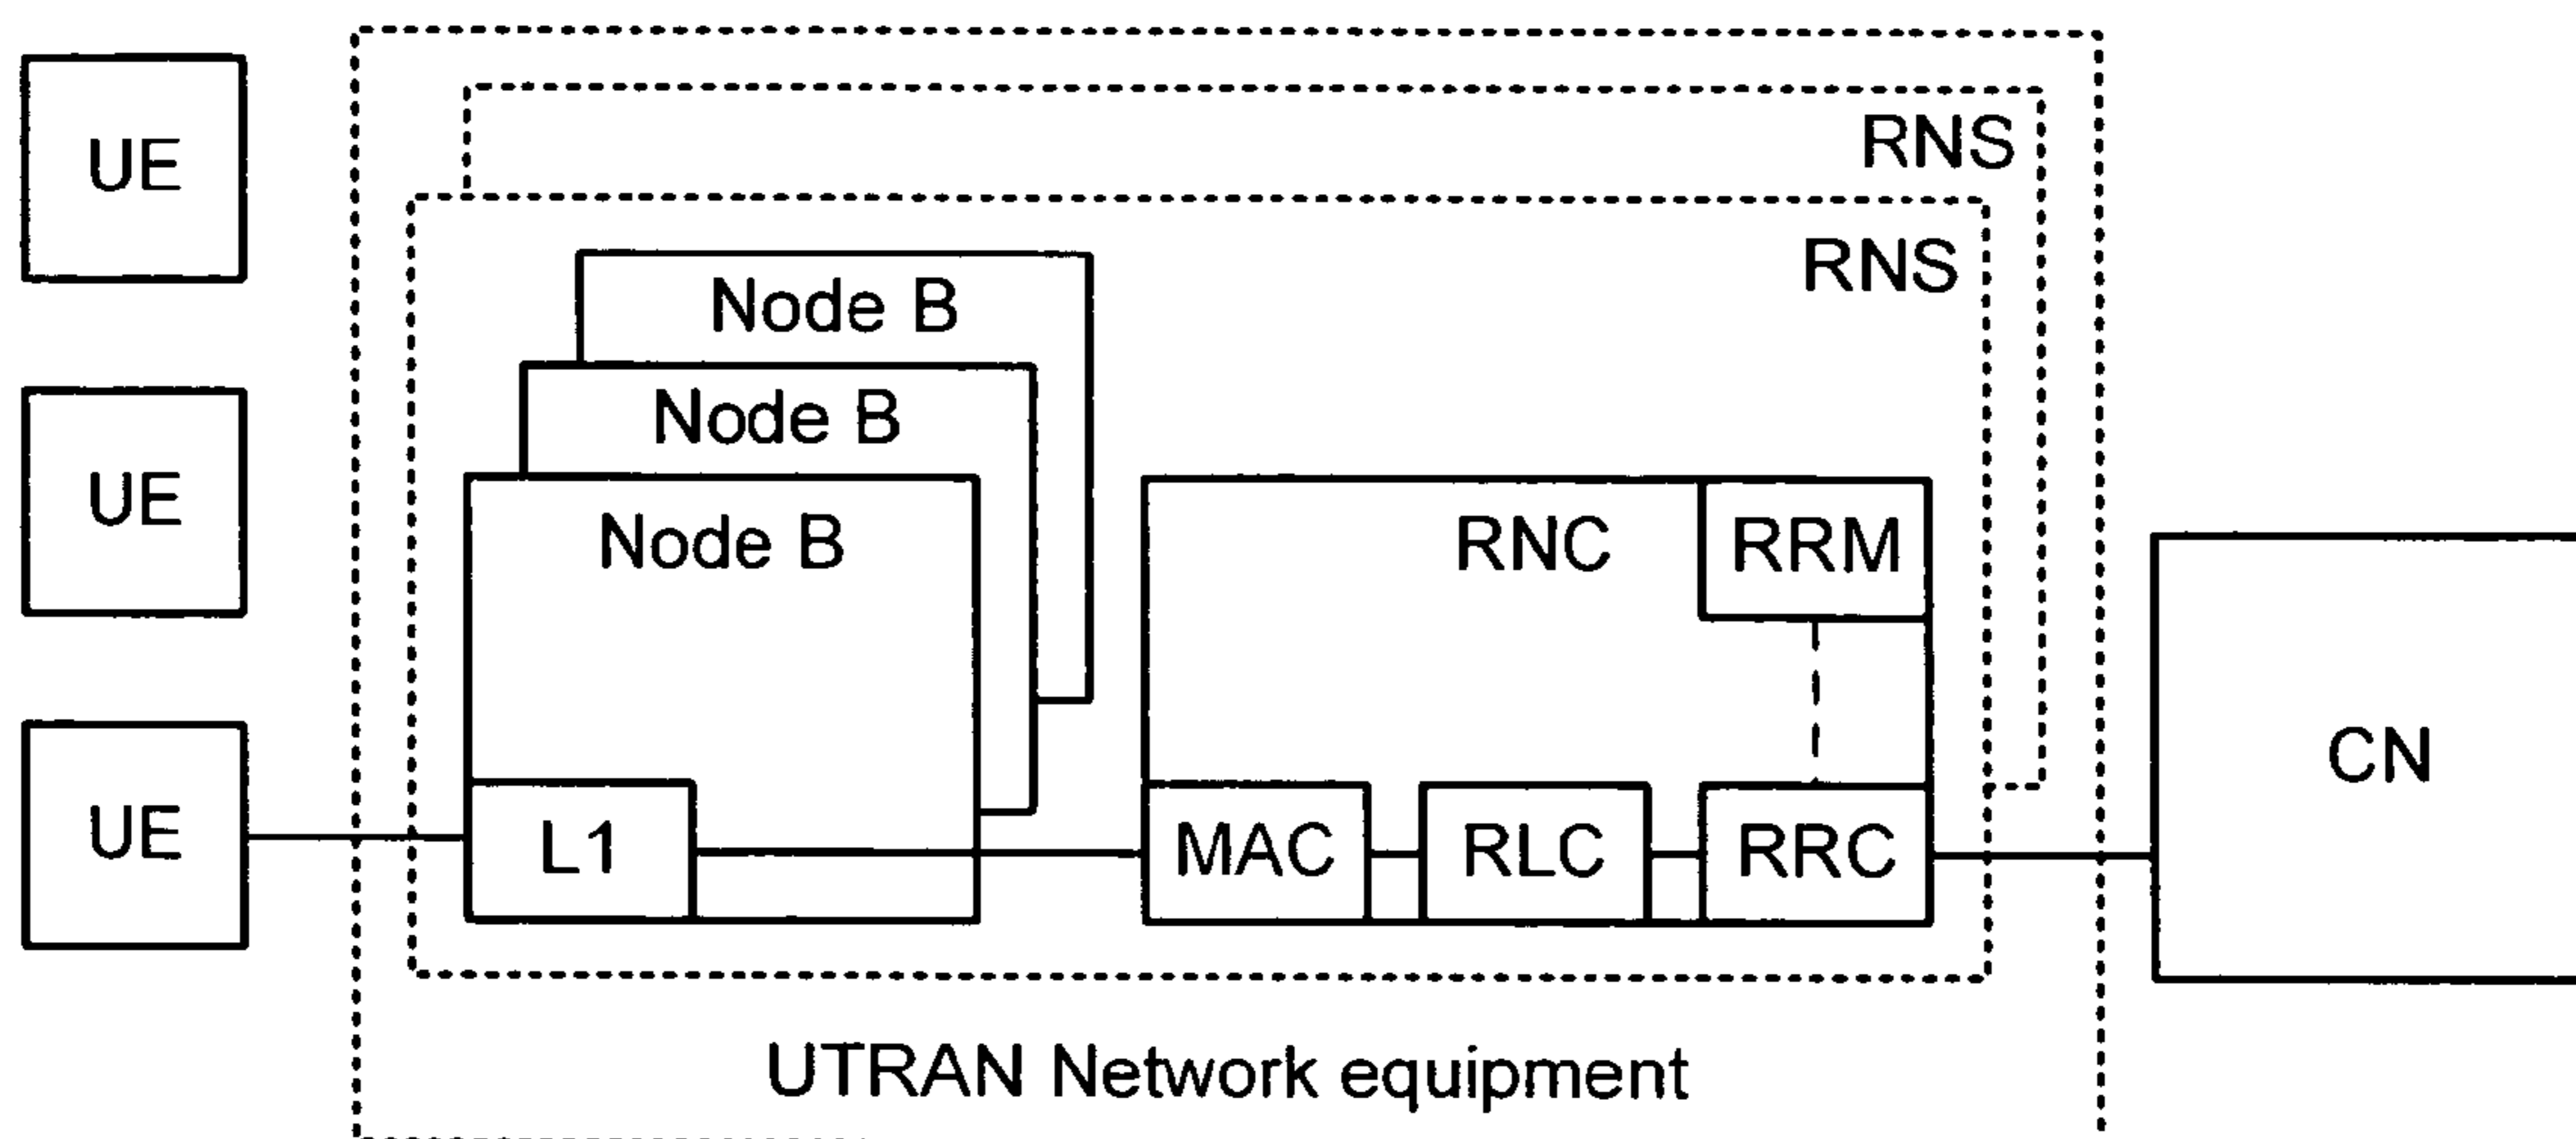 UE
RNS
RNS
Node B
Node B
UE
Node B
RNC
RRM
CN
UE
L1
MAC
RLC
RRC
UTRAN Network equipment